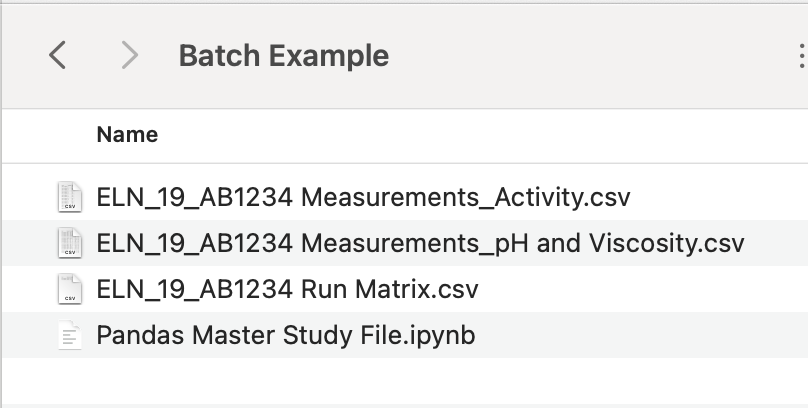 Batch Example
Name
ELN_19_AB1234 Measurements_Activity.csv
ELN_19_AB1234 Measurements_pH and Viscosity.csv
ELN_19_AB1234 Run Matrix.csv
Pandas Master Study File.ipynb